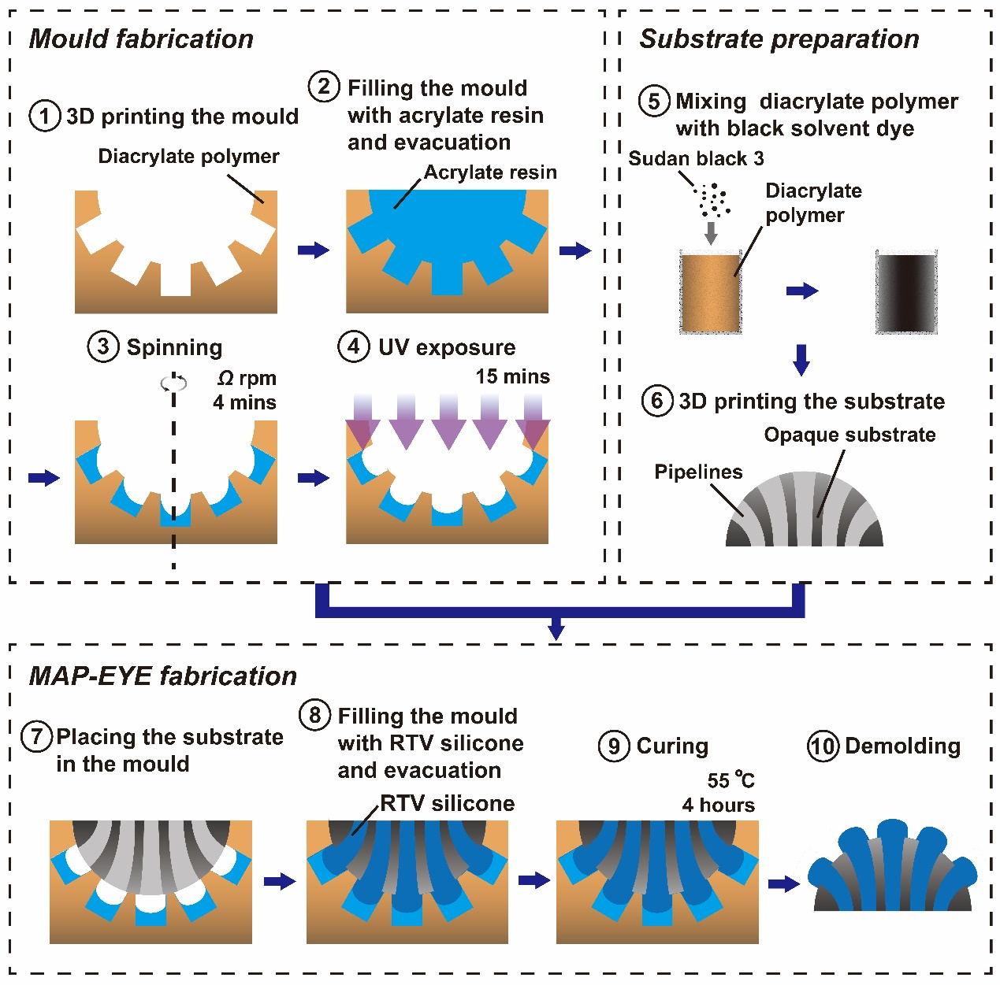 Mould fabrication
1 3D printing the mould
Diacrylate polymer
2 Filling the mould
with acrylate resin
and evacuation
Acrylate resin
3 Spinning
Ω rpm
4 mins
4 UV exposure
15 mins
Substrate preparation
5 Mixing diacrylate polymer
with black solvent dye
Sudan black 3
Diacrylate
polymer
6 3D printing the substrate
Opaque substrate
Pipelines
MAP-EYE fabrication
7 Placing the substrate
in the mould
8 Filling the mould
with RTV silicone
and evacuation
RTV silicone
9 Curing
55 °C
4 hours
10 Demolding